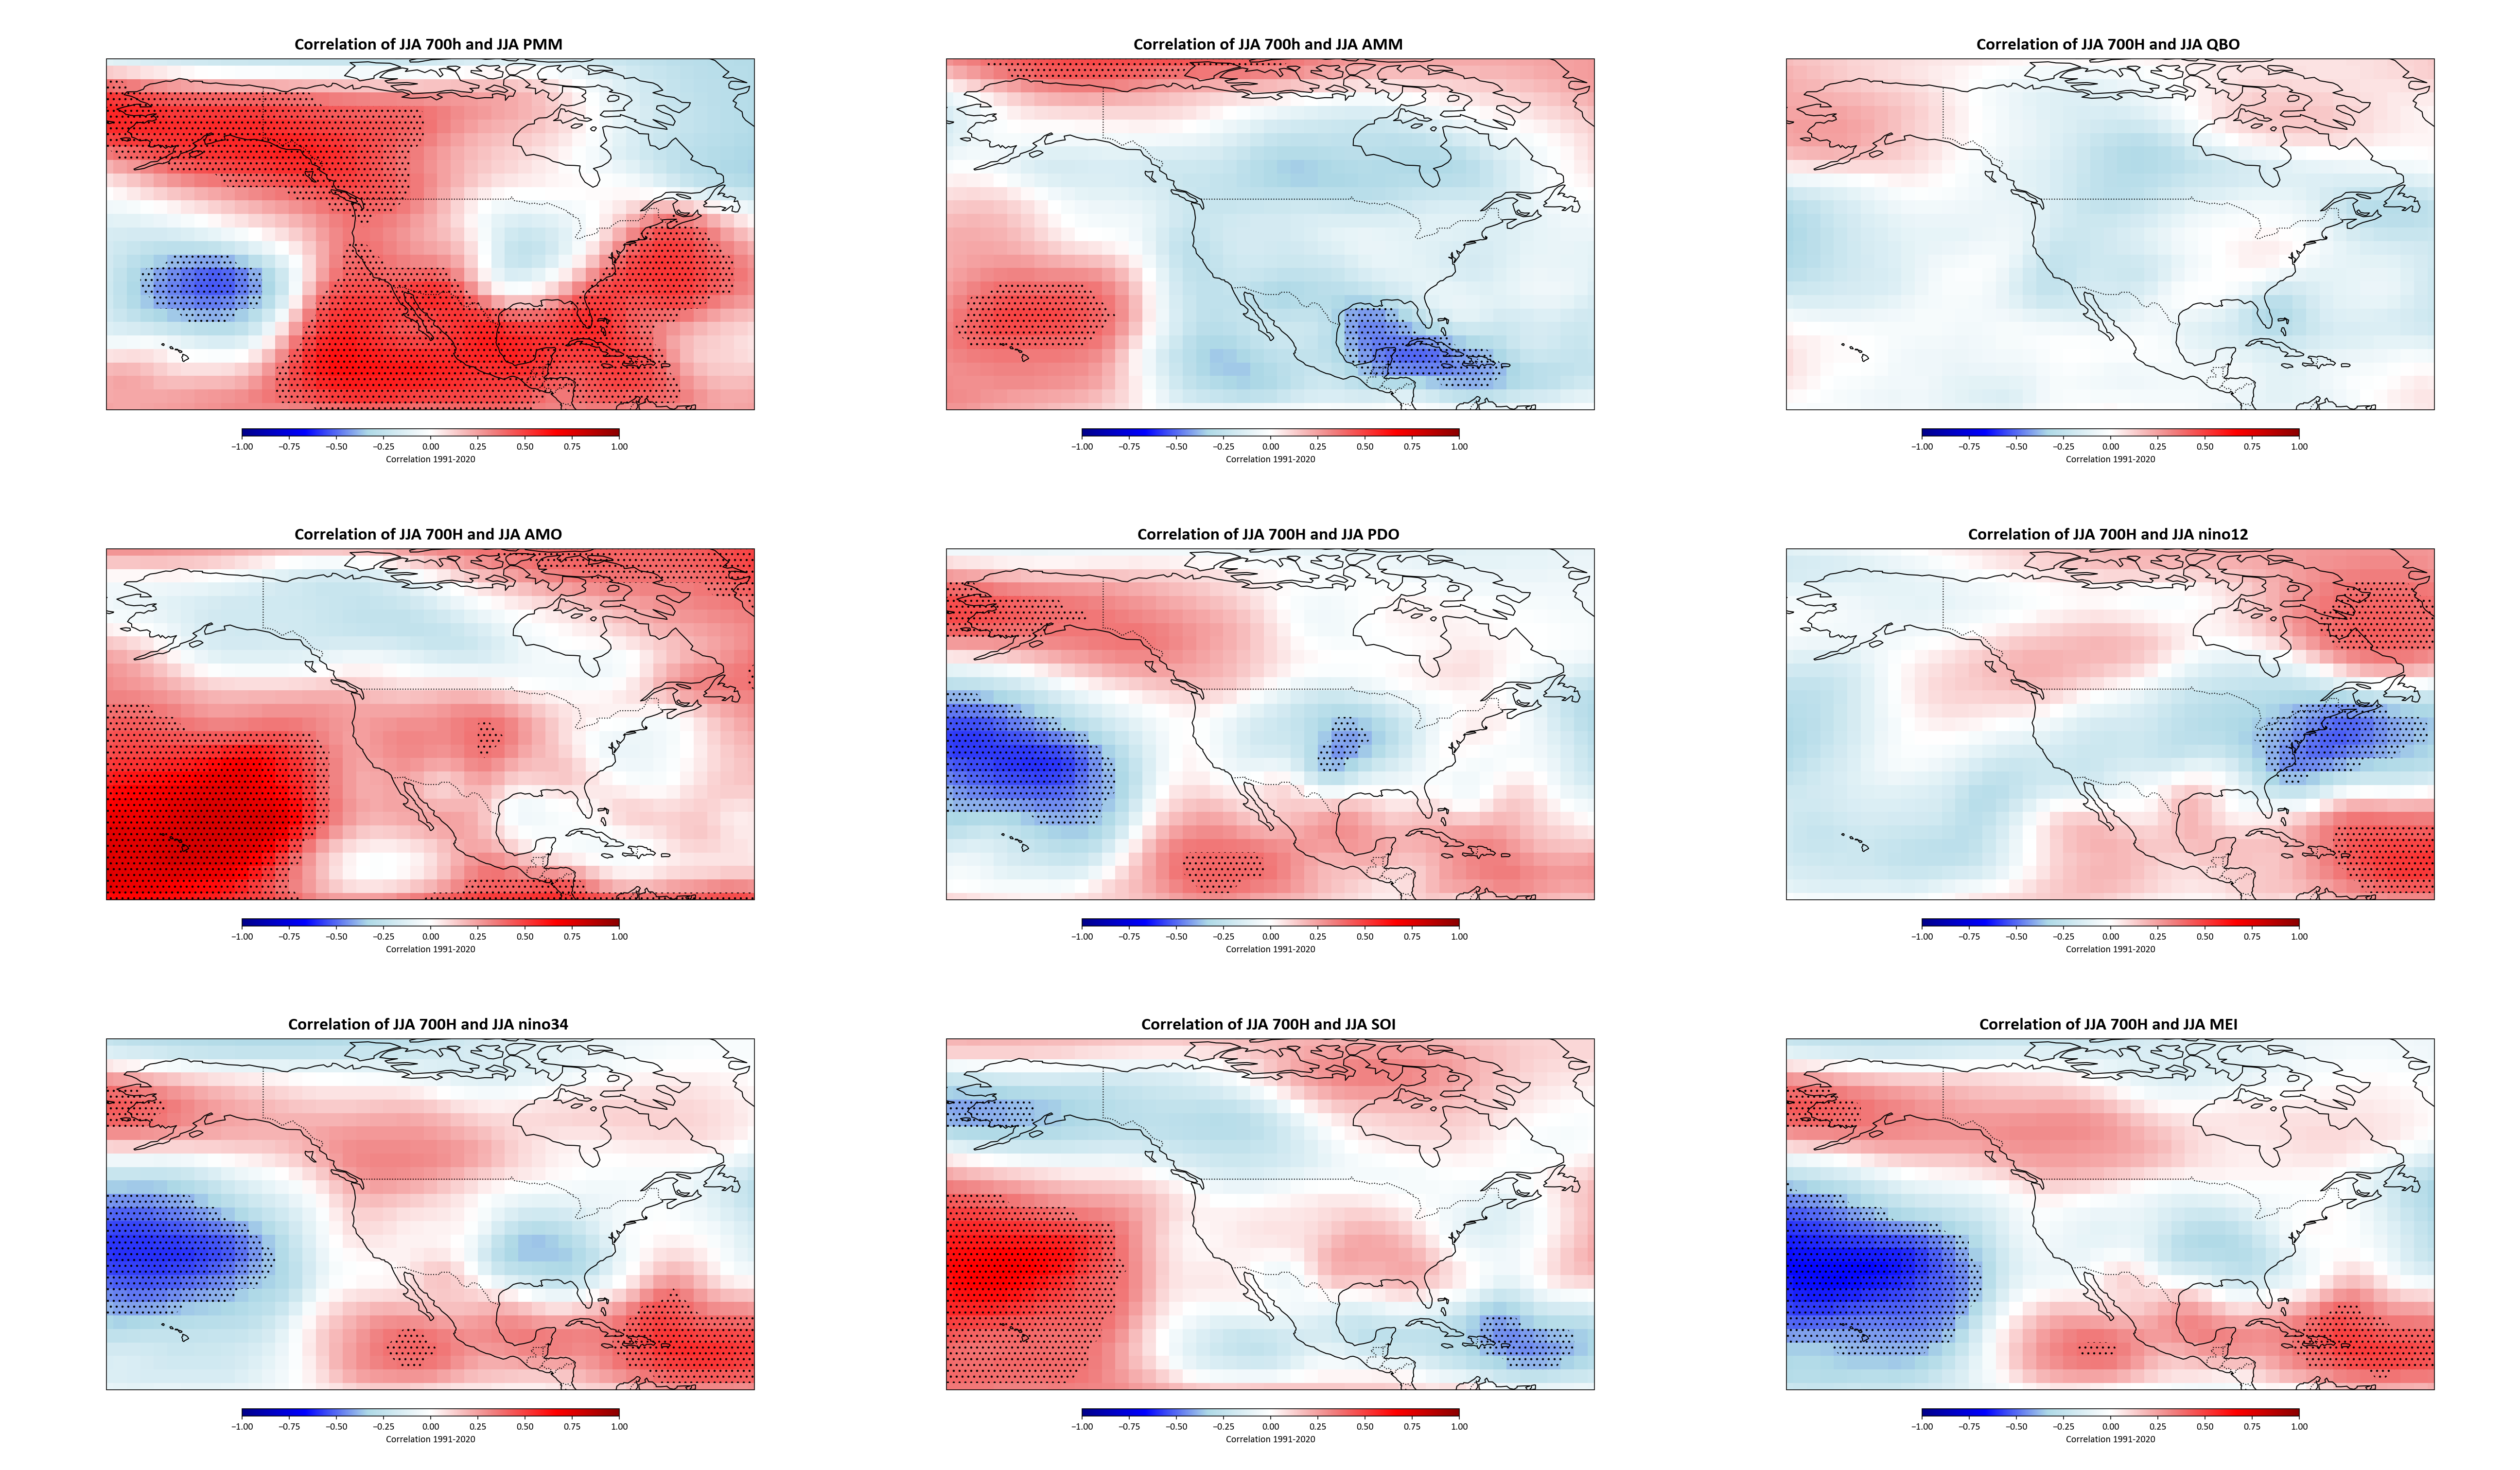 Correlation of JJA 700h and JJA PMM
−1.00 −0.75 −0.50 −0.25 0.00 0.25 0.50 0.75 1.00
Correlation 1991-2020
Correlation of JJA 700h and JJA AMM
−1.00 −0.75 −0.50 −0.25 0.00 0.25 0.50 0.75 1.00
Correlation 1991-2020
Correlation of JJA 700H and JJA QBO
−1.00 −0.75 −0.50 −0.25 0.00 0.25 0.50 0.75 1.00
Correlation 1991-2020
Correlation of JJA 700H and JJA AMO
−1.00 −0.75 −0.50 −0.25 0.00 0.25 0.50 0.75 1.00
Correlation 1991-2020
Correlation of JJA 700H and JJA PDO
−1.00 −0.75 −0.50 −0.25 0.00 0.25 0.50 0.75 1.00
Correlation 1991-2020
Correlation of JJA 700H and JJA nino12
−1.00 −0.75 −0.50 −0.25 0.00 0.25 0.50 0.75 1.00
Correlation 1991-2020
Correlation of JJA 700H and JJA nino34
−1.00 −0.75 −0.50 −0.25 0.00 0.25 0.50 0.75 1.00
Correlation 1991-2020
Correlation of JJA 700H and JJA SOI
−1.00 −0.75 −0.50 −0.25 0.00 0.25 0.50 0.75 1.00
Correlation 1991-2020
Correlation of JJA 700H and JJA MEI
−1.00 −0.75 −0.50 −0.25 0.00 0.25 0.50 0.75 1.00
Correlation 1991-2020